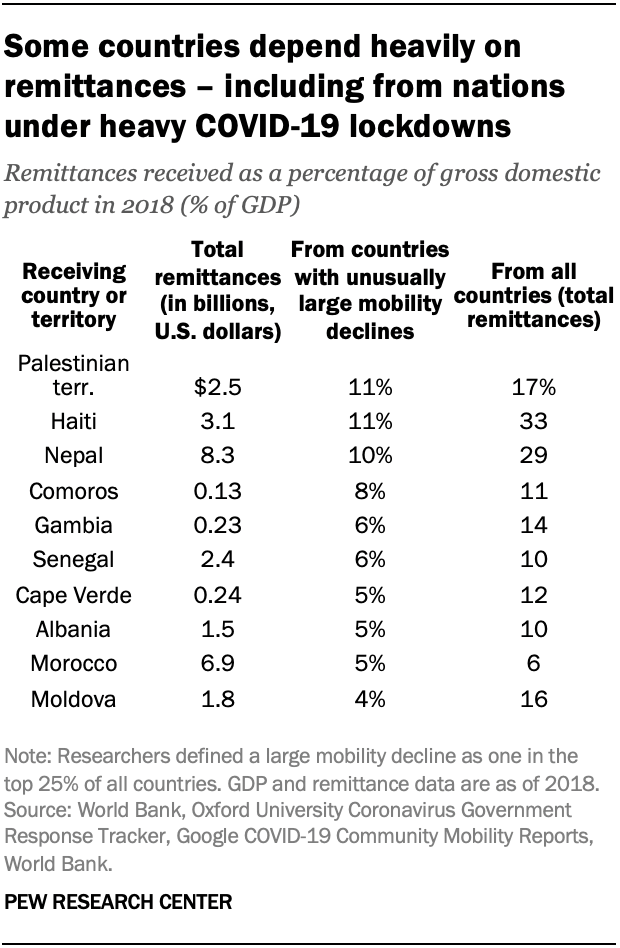 Some countries depend heavily on
remittances – including from nations
under heavy COVID-19 lockdowns
Remittances received as a percentage of gross domestic
product in 2018 (% of GDP)
Receiving
country or
territory
Total
remittances
(in billions,
U.S. dollars)
From countries
with unusually
large mobility
declines
From all
countries (total
remittances)
Palestinian
terr. $2.5 11% 17%
Haiti 3.1 11% 33
Nepal 8.3 10% 29
Comoros 0.13 8% 11
Gambia 0.23 6% 14
Senegal 2.4 6% 10
Cape Verde 0.24 5% 12
Albania 1.5 5% 10
Morocco 6.9 5% 6
Moldova 1.8 4% 16
Note: Researchers defined a large mobility decline as one in the
top 25% of all countries. GDP and remittance data are as of 2018.
Source: World Bank, Oxford University Coronavirus Government
Response Tracker, Google COVID-19 Community Mobility Reports,
World Bank.
PEW RESEARCH CENTER